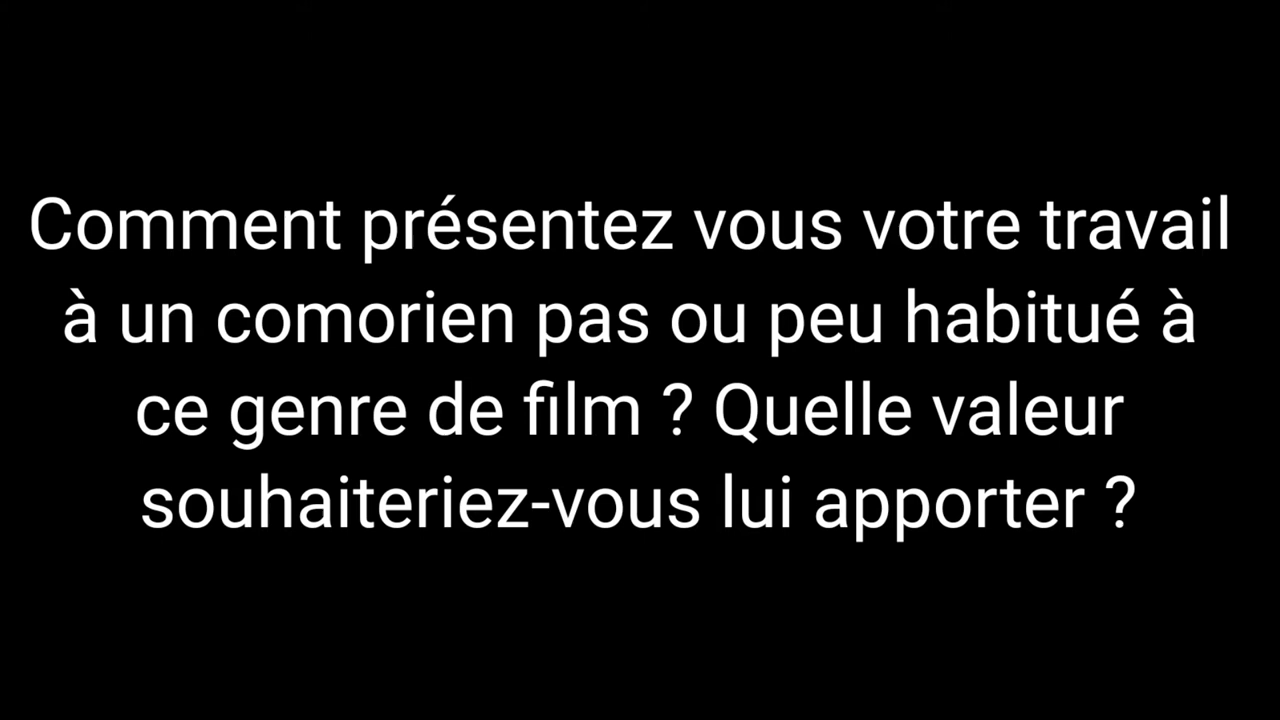 Comment présentez vous votre travail
à un comorien pas ou peu habitué à
ce genre de film ? Quelle valeur
souhaiteriez-vous lui apporter ?